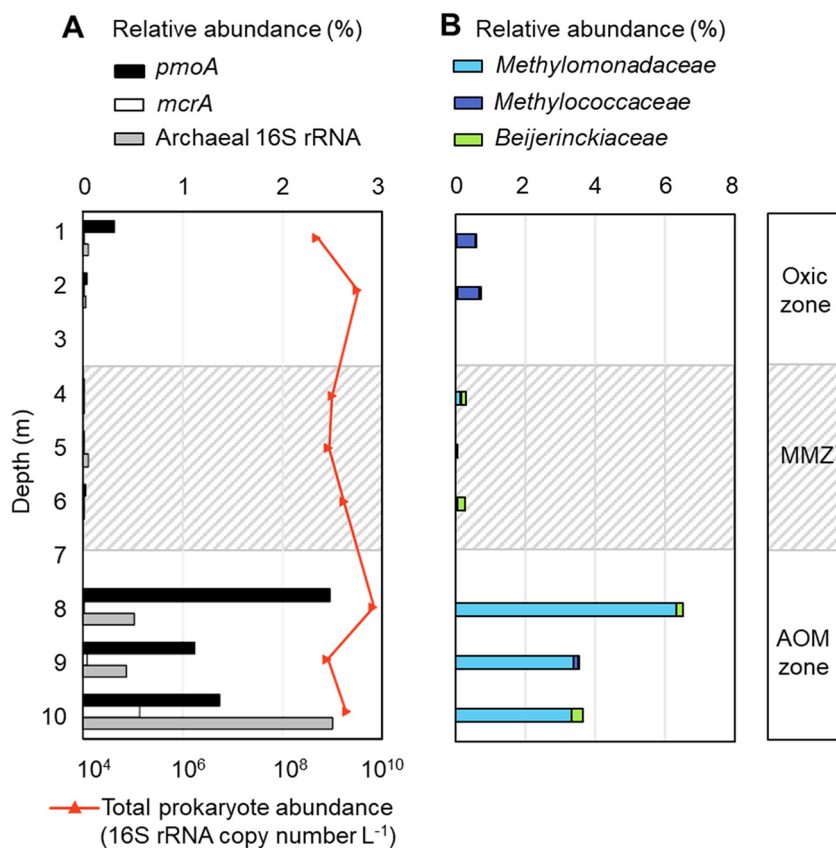 A Relative abundance (%)
pmoA
mcrA
Archaeal 16S rRNA
0 1 2 3
Depth (m)
1
2
3
4
5
6
7
8
9
10
10⁴ 10⁶ 10⁸ 10¹⁰
Total prokaryote abundance
(16S rRNA copy number L⁻¹)
B Relative abundance (%)
Methylomonadaceae
Methylococcaceae
Beijerinckiaceae
0 2 4 6 8
Oxic
zone
MMZ
AOM
zone